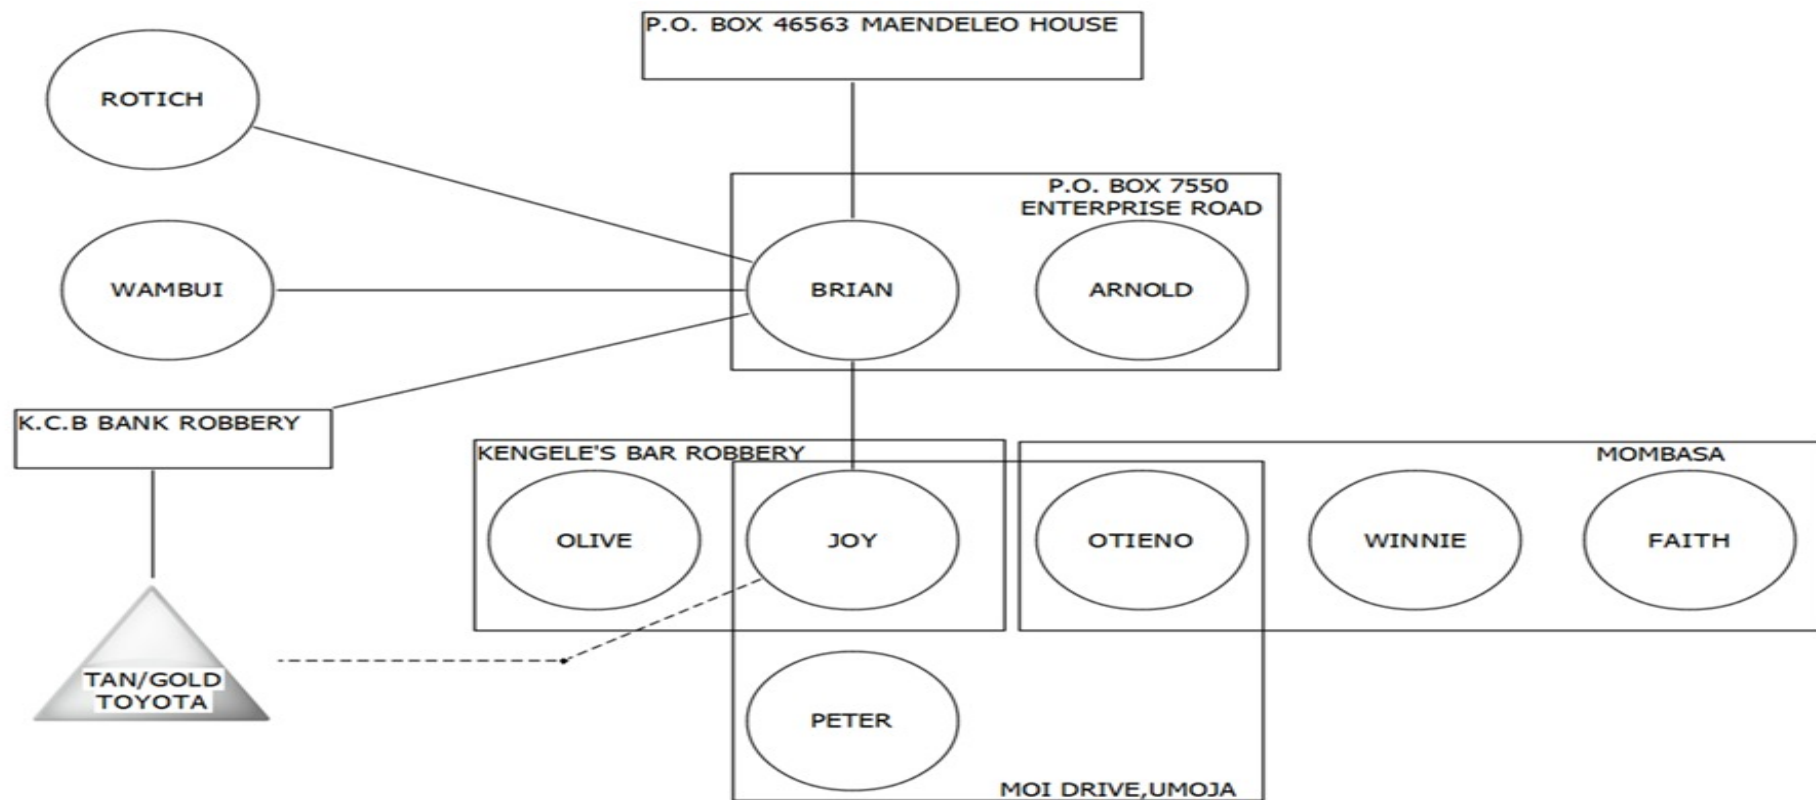 P.O. BOX 46563 MAENDELEO HOUSE
ROTICH
P.O. BOX 7550
ENTERPRISE ROAD
WAMBUI
BRIAN
ARNOLD
K.C.B BANK ROBBERY
KENGELE'S BAR ROBBERY
MOMBASA
OLIVE
JOY
OTIENO
WINNIE
FAITH
TAN/GOLD
TOYOTA
PETER
MOI DRIVE,UMOJA